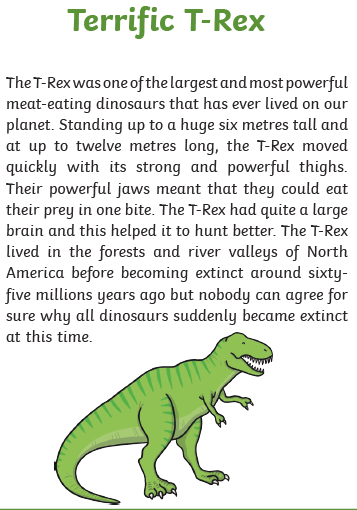 Terrific T-Rex
The T-Rex was one of the largest and most powerful
meat-eating dinosaurs that has ever lived on our
planet. Standing up to a huge six metres tall and
at up to twelve metres long, the T-Rex moved
quickly with its strong and powerful thighs.
Their powerful jaws meant that they could eat
their prey in one bite. The T-Rex had quite a large
brain and this helped it to hunt better. The T-Rex
lived in the forests and river valleys of North
America before becoming extinct around sixty-
five millions years ago but nobody can agree for
sure why all dinosaurs suddenly became extinct
at this time.